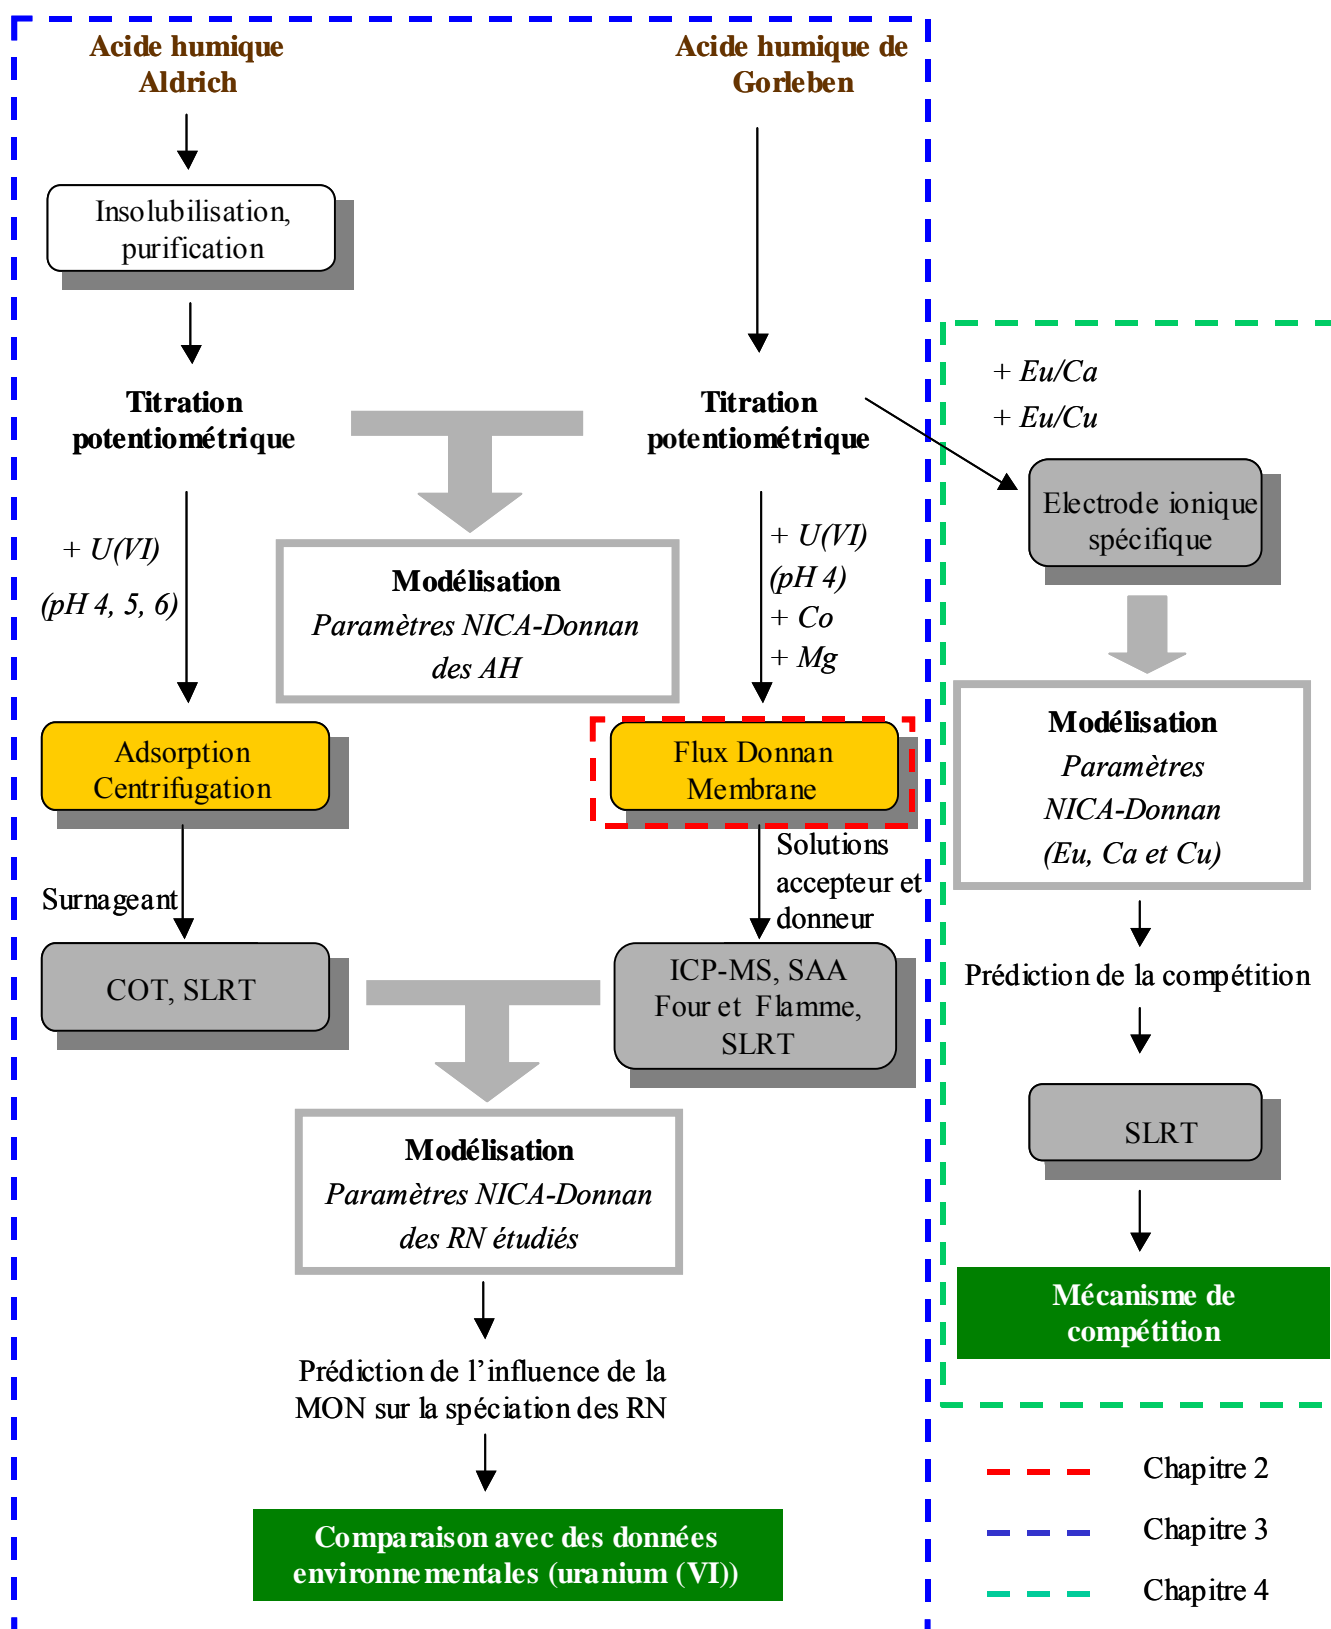 Acide humique
Aldrich
Acide humique de
Gorleben
Insolubilisation,
purification
Titration
potentiométrique
Titration
potentiométrique
+ Eu/Ca
+ Eu/Cu
Electrode ionique
spécifique
+ U(VI)
(pH 4, 5, 6)
Modélisation
Paramètres NICA-Donnan
des AH
+ U(VI)
(pH 4)
+ Co
+ Mg
Adsorption
Centrifugation
Flux Donnan
Membrane
Modélisation
Paramètres
NICA-Donnan
(Eu, Ca et Cu)
Surnageant
Solutions
accepteur et
donneur
COT, SLRT
ICP-MS, SAA
Four et Flamme,
SLRT
Prédiction de la compétition
SLRT
Modélisation
Paramètres NICA-Donnan
des RN étudiés
Mécanisme de
compétition
Prédiction de l’influence de la
MON sur la spéciation des RN
Comparaison avec des données
environnementales (uranium (VI))
Chapitre 2
Chapitre 3
Chapitre 4